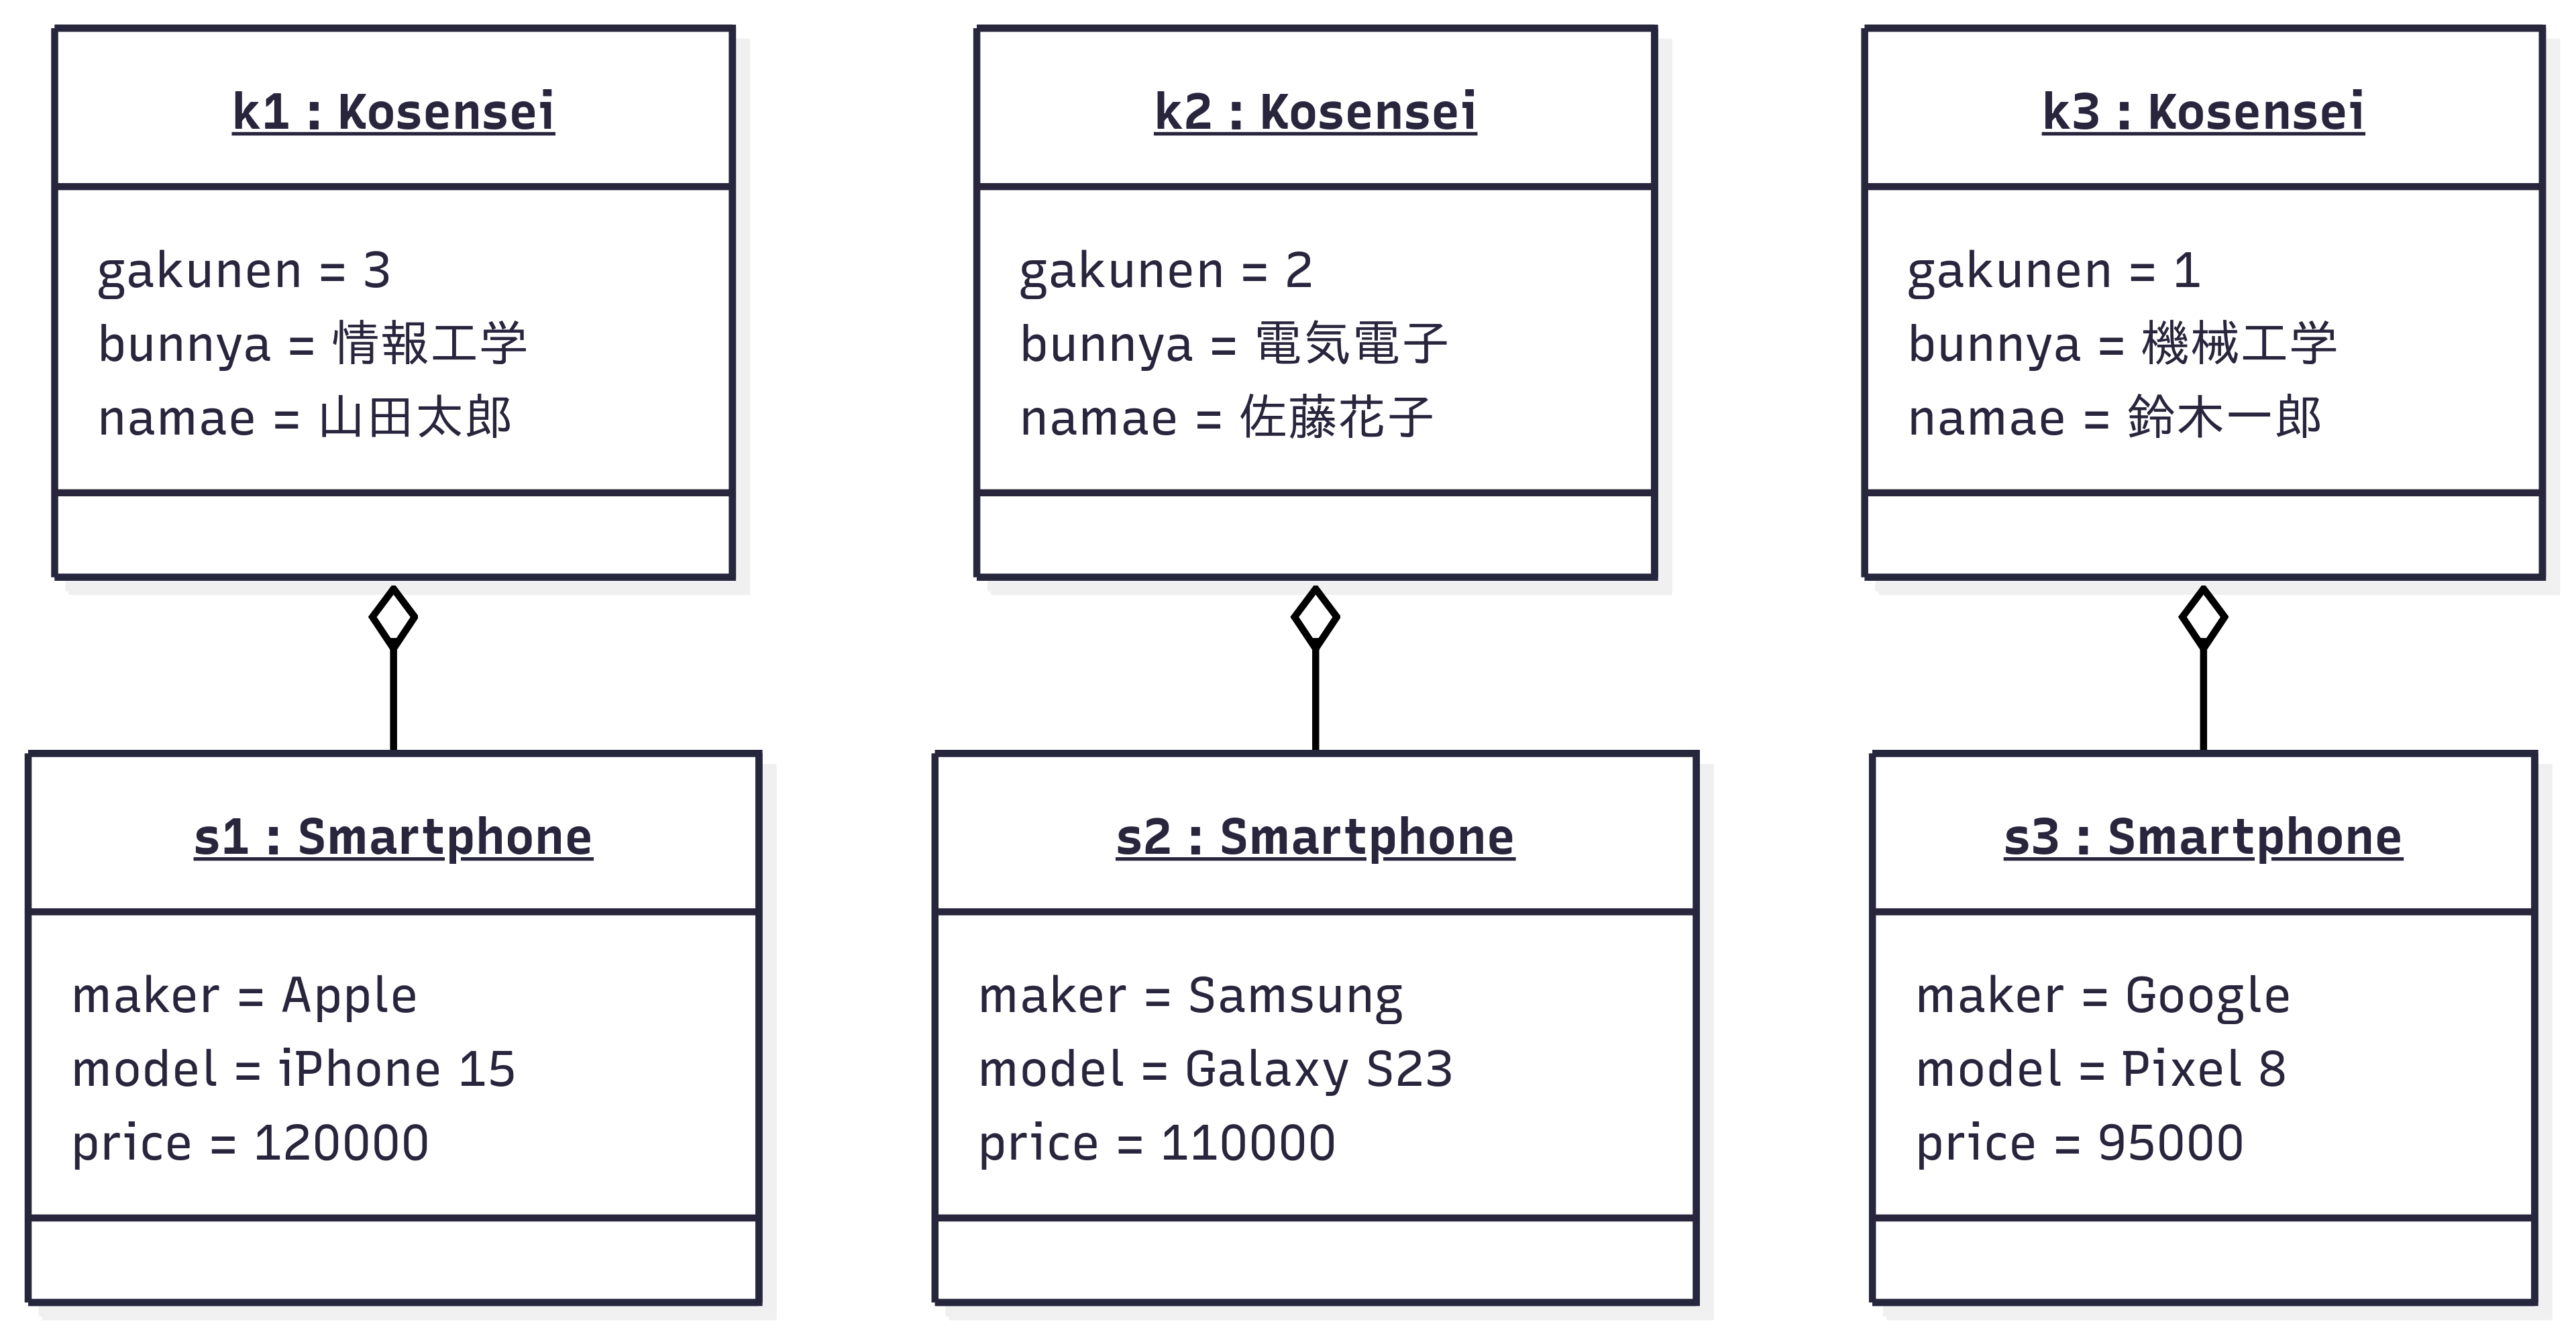 k1 : Kosensei
gakunen = 3
bunnya = 情報工学
namae = 山田太郎
k2 : Kosensei
gakunen = 2
bunnya = 電気電子
namae = 佐藤花子
k3 : Kosensei
gakunen = 1
bunnya = 機械工学
namae = 鈴木一郎
s1 : Smartphone
maker = Apple
model = iPhone 15
price = 120000
s2 : Smartphone
maker = Samsung
model = Galaxy S23
price = 110000
s3 : Smartphone
maker = Google
model = Pixel 8
price = 95000